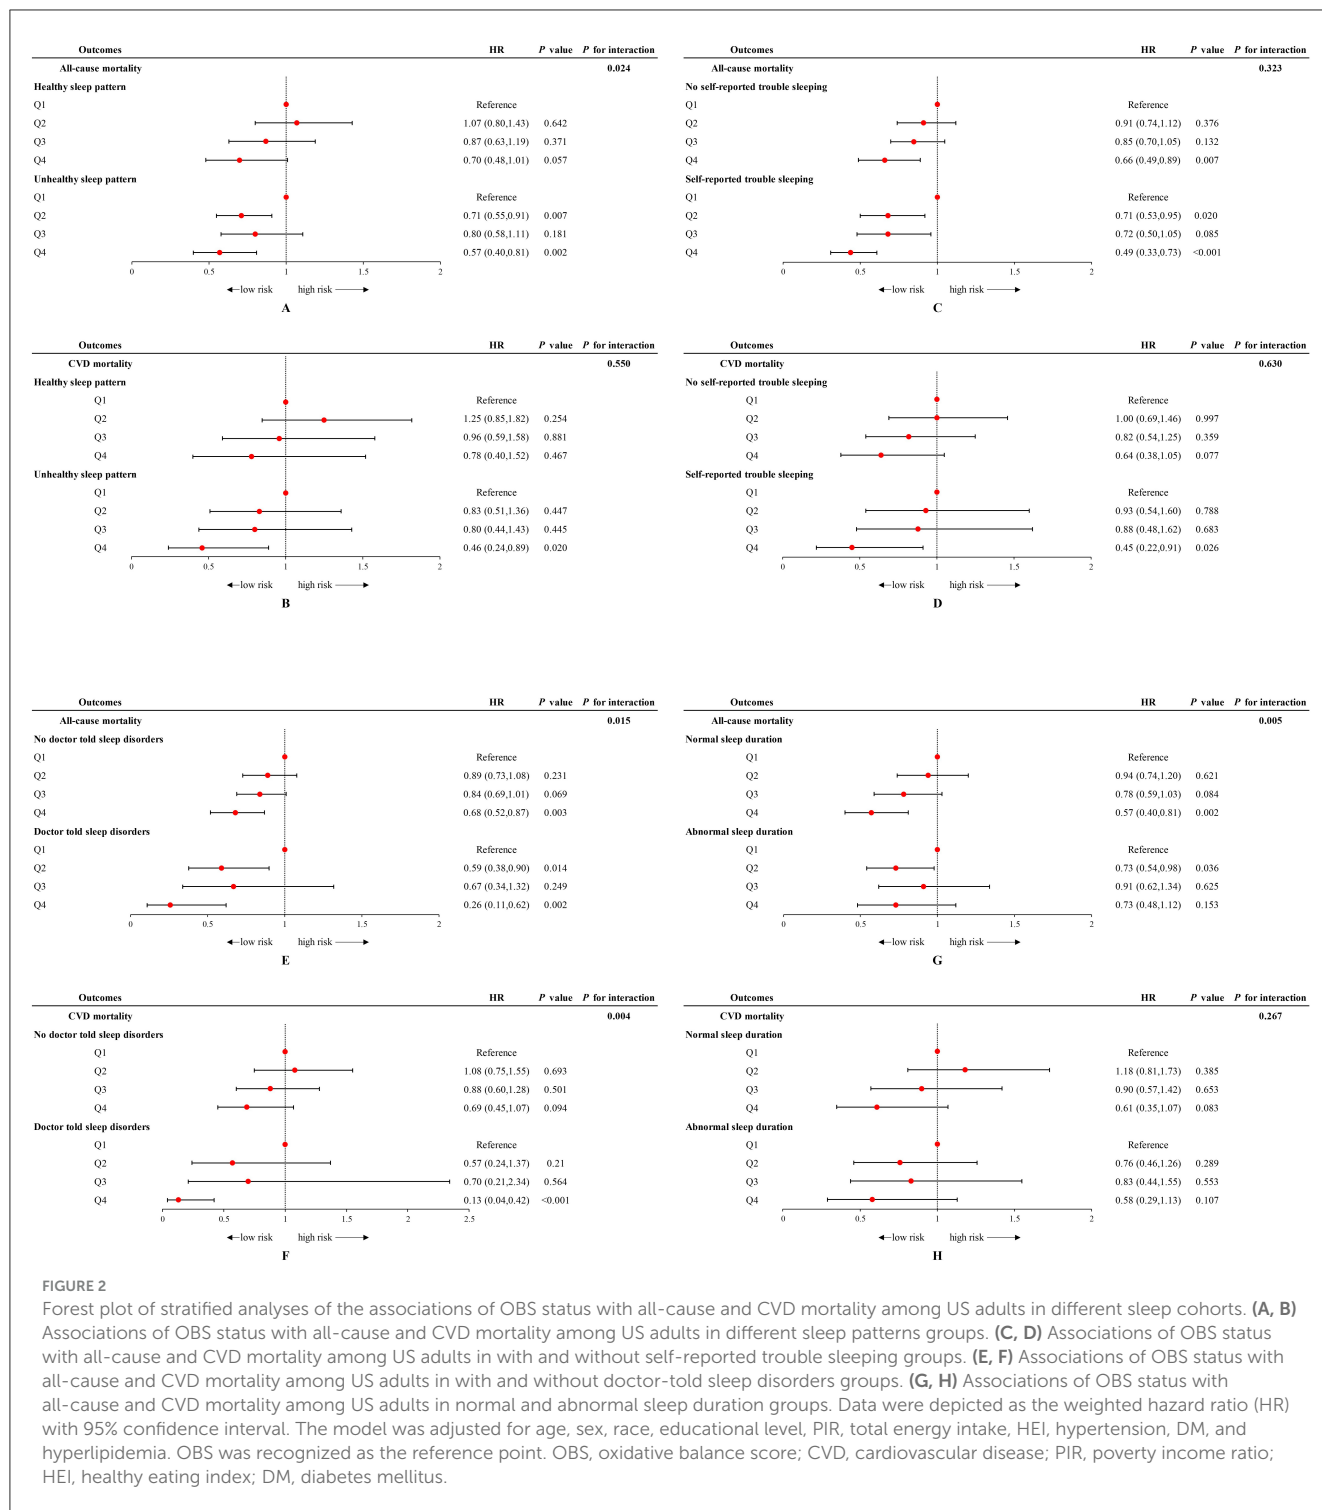 Outcomes HR P value P for interaction
All-cause mortality 0.024
Healthy sleep pattern
Q1 Reference
Q2 1.07 (0.80,1.43) 0.642
Q3 0.87 (0.63,1.19) 0.371
Q4 0.70 (0.48,1.01) 0.057
Unhealthy sleep pattern
Q1 Reference
Q2 0.71 (0.55,0.91) 0.007
Q3 0.80 (0.58,1.11) 0.181
Q4 0.57 (0.40,0.81) 0.002
0 0.5 1 1.5 2
low risk high risk
A
Outcomes HR P value P for interaction
All-cause mortality 0.323
No self-reported trouble sleeping
Q1 Reference
Q2 0.91 (0.74,1.12) 0.376
Q3 0.85 (0.70,1.05) 0.132
Q4 0.66 (0.49,0.89) 0.007
Self-reported trouble sleeping
Q1 Reference
Q2 0.71 (0.53,0.95) 0.020
Q3 0.72 (0.50,1.05) 0.085
Q4 0.49 (0.33,0.73) <0.001
0 0.5 1 1.5 2
low risk high risk
C
Outcomes HR P value P for interaction
CVD mortality 0.550
Healthy sleep pattern
Q1 Reference
Q2 1.25 (0.85,1.82) 0.254
Q3 0.96 (0.59,1.58) 0.881
Q4 0.78 (0.40,1.52) 0.467
Unhealthy sleep pattern
Q1 Reference
Q2 0.83 (0.51,1.36) 0.447
Q3 0.80 (0.44,1.43) 0.445
Q4 0.46 (0.24,0.89) 0.020
0 0.5 1 1.5 2
low risk high risk
B
Outcomes HR P value P for interaction
CVD mortality 0.630
No self-reported trouble sleeping
Q1 Reference
Q2 1.00 (0.69,1.46) 0.997
Q3 0.82 (0.54,1.25) 0.359
Q4 0.64 (0.38,1.05) 0.077
Self-reported trouble sleeping
Q1 Reference
Q2 0.93 (0.54,1.60) 0.788
Q3 0.88 (0.48,1.62) 0.683
Q4 0.45 (0.22,0.91) 0.026
0 0.5 1 1.5 2
low risk high risk
D
Outcomes HR P value P for interaction
All-cause mortality 0.015
No doctor told sleep disorders
Q1 Reference
Q2 0.89 (0.73,1.08) 0.231
Q3 0.84 (0.69,1.01) 0.069
Q4 0.68 (0.52,0.87) 0.003
Doctor told sleep disorders
Q1 Reference
Q2 0.59 (0.38,0.90) 0.014
Q3 0.67 (0.34,1.32) 0.249
Q4 0.26 (0.11,0.62) 0.002
0 0.5 1 1.5 2
low risk high risk
E
Outcomes HR P value P for interaction
All-cause mortality 0.005
Normal sleep duration
Q1 Reference
Q2 0.94 (0.74,1.20) 0.621
Q3 0.78 (0.59,1.03) 0.084
Q4 0.57 (0.40,0.81) 0.002
Abnormal sleep duration
Q1 Reference
Q2 0.73 (0.54,0.98) 0.036
Q3 0.91 (0.62,1.34) 0.625
Q4 0.73 (0.48,1.12) 0.153
0 0.5 1 1.5 2
low risk high risk
G
Outcomes HR P value P for interaction
CVD mortality 0.004
No doctor told sleep disorders
Q1 Reference
Q2 1.08 (0.75,1.55) 0.693
Q3 0.88 (0.60,1.28) 0.501
Q4 0.69 (0.45,1.07) 0.094
Doctor told sleep disorders
Q1 Reference
Q2 0.57 (0.24,1.37) 0.21
Q3 0.70 (0.21,2.34) 0.564
Q4 0.13 (0.04,0.42) <0.001
0 0.5 1 1.5 2 2.5
low risk high risk
F
Outcomes HR P value P for interaction
CVD mortality 0.267
Normal sleep duration
Q1 Reference
Q2 1.18 (0.81,1.73) 0.385
Q3 0.90 (0.57,1.42) 0.653
Q4 0.61 (0.35,1.07) 0.083
Abnormal sleep duration
Q1 Reference
Q2 0.76 (0.46,1.26) 0.289
Q3 0.83 (0.44,1.55) 0.553
Q4 0.58 (0.29,1.13) 0.107
0 0.5 1 1.5 2
low risk high risk
H
FIGURE 2
Forest plot of stratified analyses of the associations of OBS status with all-cause and CVD mortality among US adults in different sleep cohorts. (A, B)
Associations of OBS status with all-cause and CVD mortality among US adults in different sleep patterns groups. (C, D) Associations of OBS status
with all-cause and CVD mortality among US adults in with and without self-reported trouble sleeping groups. (E, F) Associations of OBS status with
all-cause and CVD mortality among US adults in with and without doctor-told sleep disorders groups. (G, H) Associations of OBS status with
all-cause and CVD mortality among US adults in normal and abnormal sleep duration groups. Data were depicted as the weighted hazard ratio (HR)
with 95% confidence interval. The model was adjusted for age, sex, race, educational level, PIR, total energy intake, HEI, hypertension, DM, and
hyperlipidemia. OBS was recognized as the reference point. OBS, oxidative balance score; CVD, cardiovascular disease; PIR, poverty income ratio;
HEI, healthy eating index; DM, diabetes mellitus.